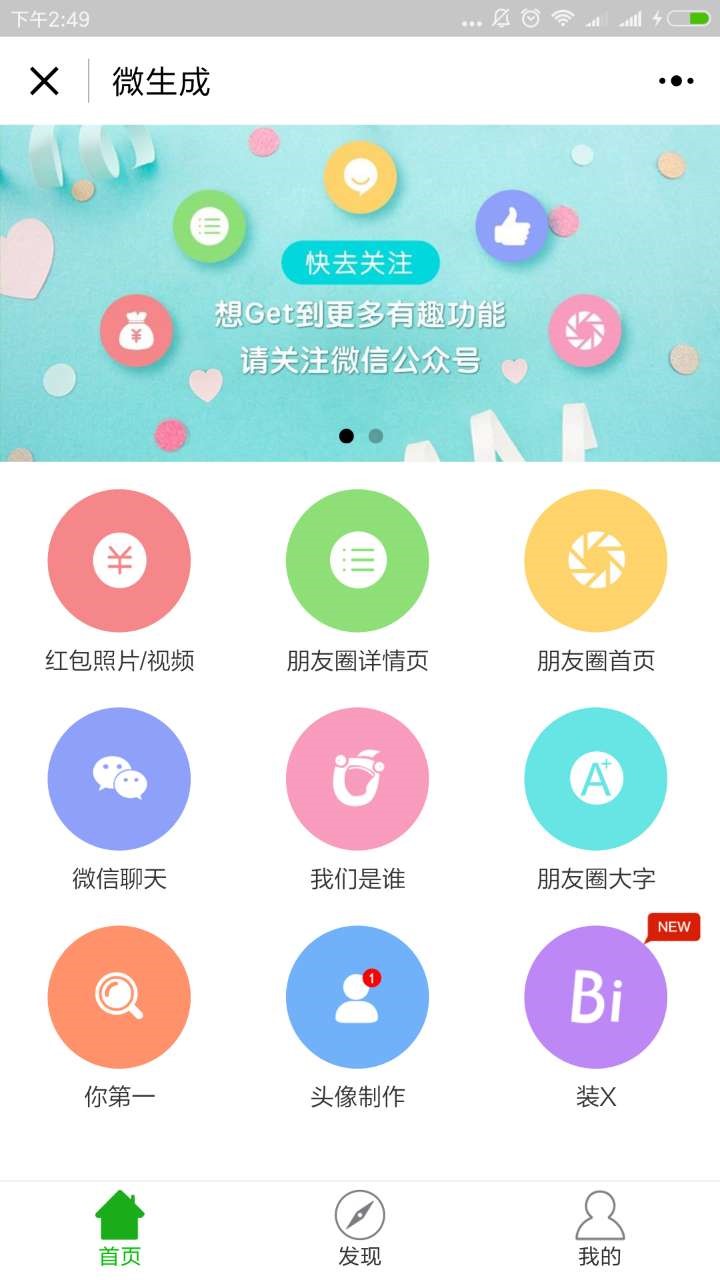 下午2:49
微生成
快去关注
想Get到更多有趣功能
请关注微信公众号
红包照片/视频
朋友圈详情页
朋友圈首页
A+
微信聊天
我们是谁
朋友圈大字
NEW
1
Bi
你第一
头像制作
装X
首页
发现
我的